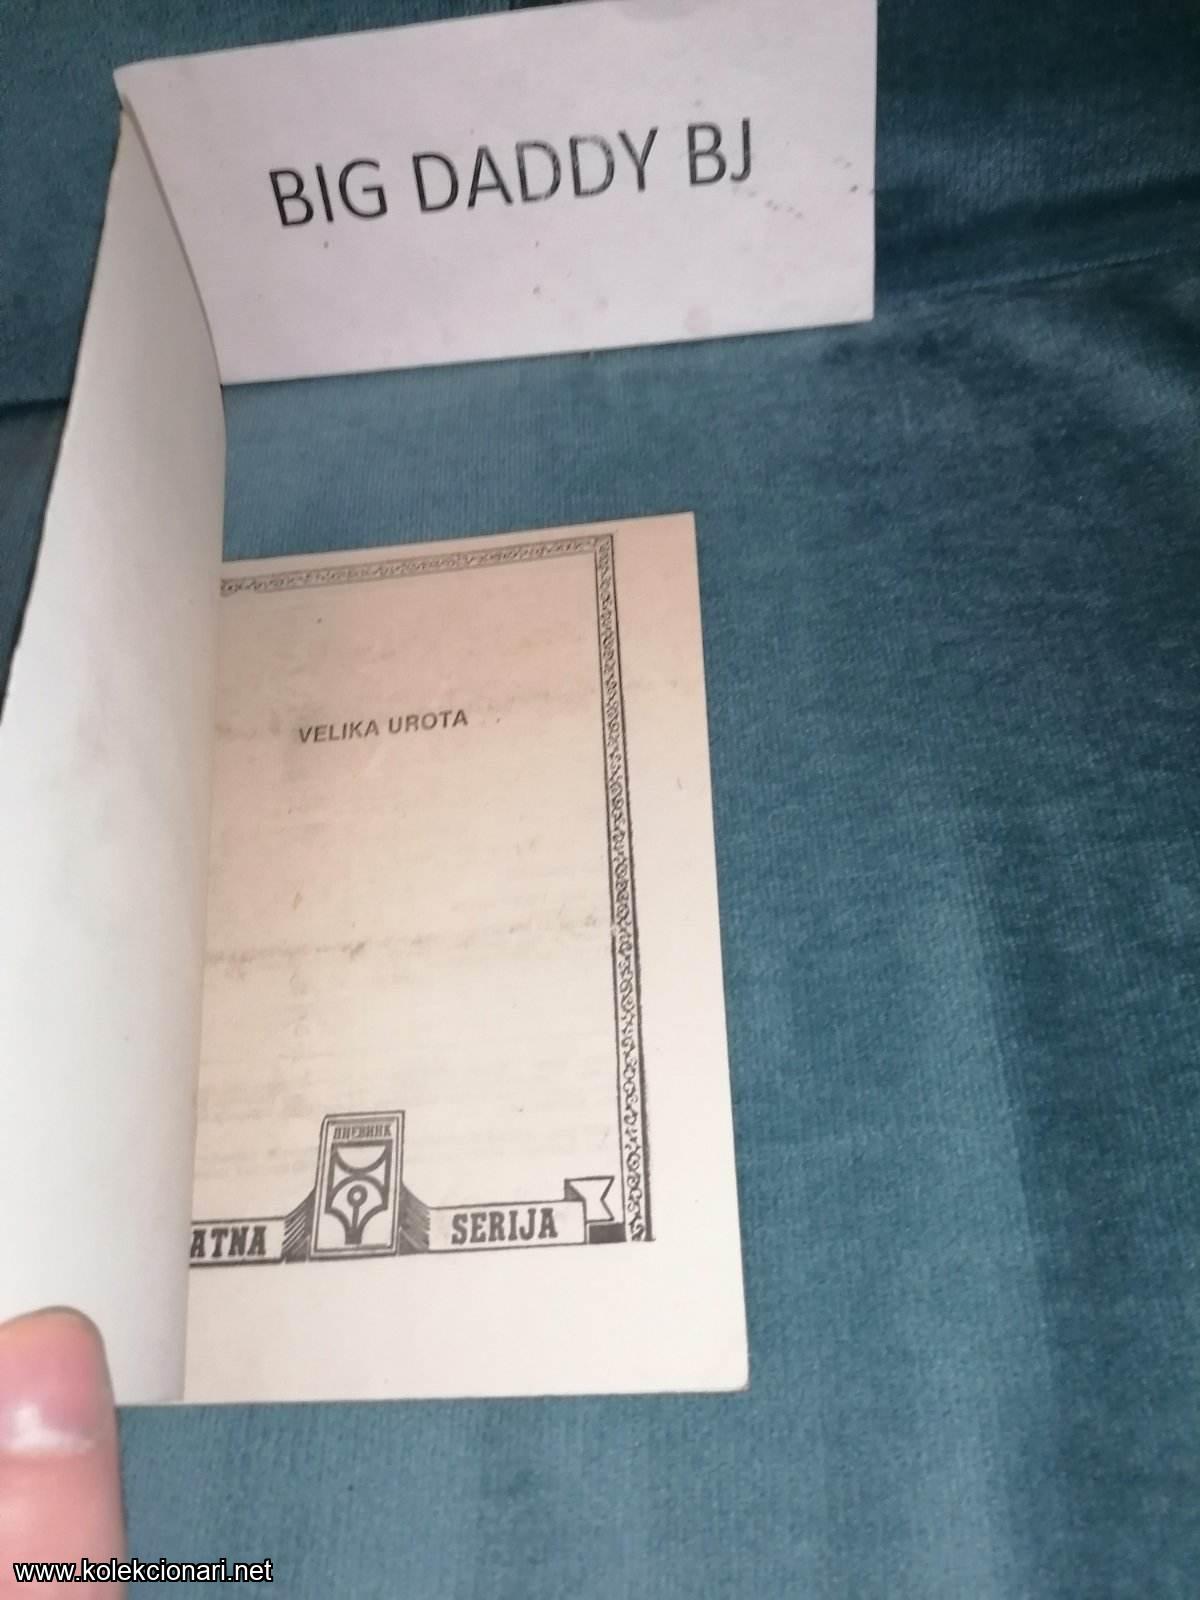 BIG DADDY BJ
VELIKA UROTA
ДНЕВНИК
ATNA SERIJA
www.kolekcionari.net